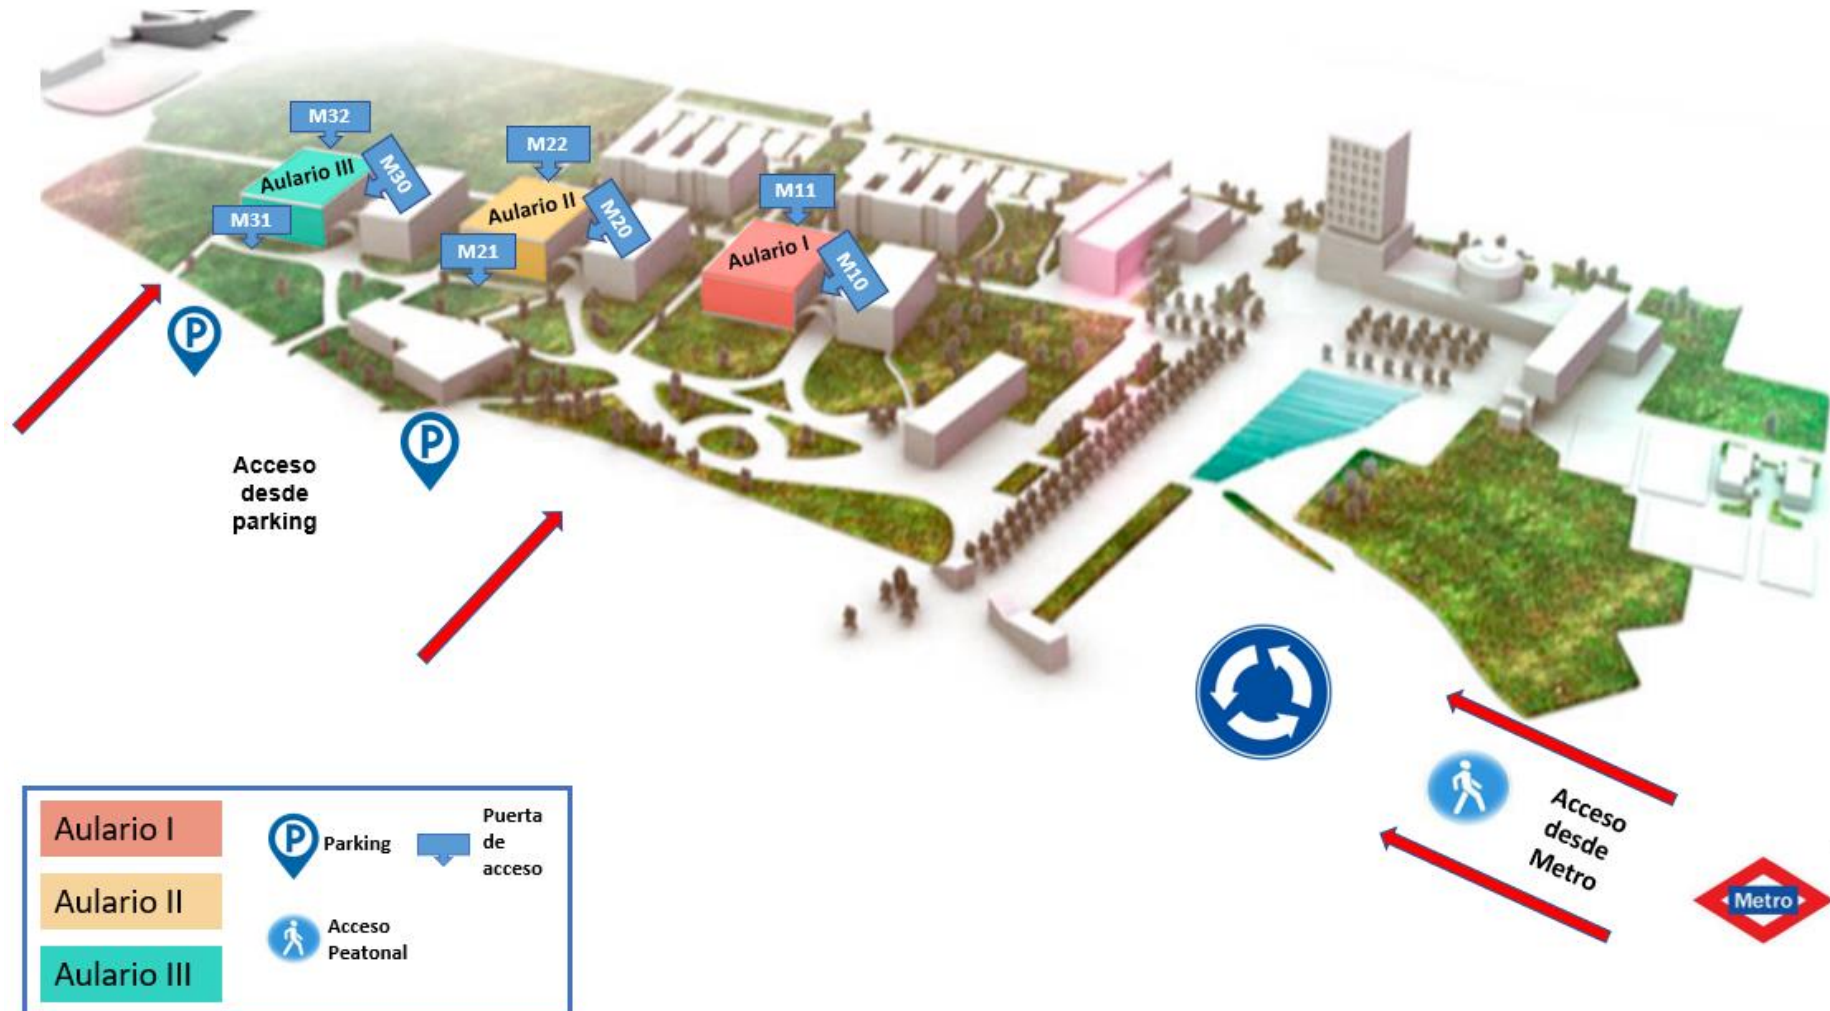 M32
M22
M11
Aulario III
M30
Aulario II
M20
Aulario I
M10
M31
M21
P
P
Acceso
desde
parking
Acceso
desde
Metro
Metro
Aulario I
Aulario II
Aulario III
P
Parking
Puerta
de
acceso
Acceso
Peatonal